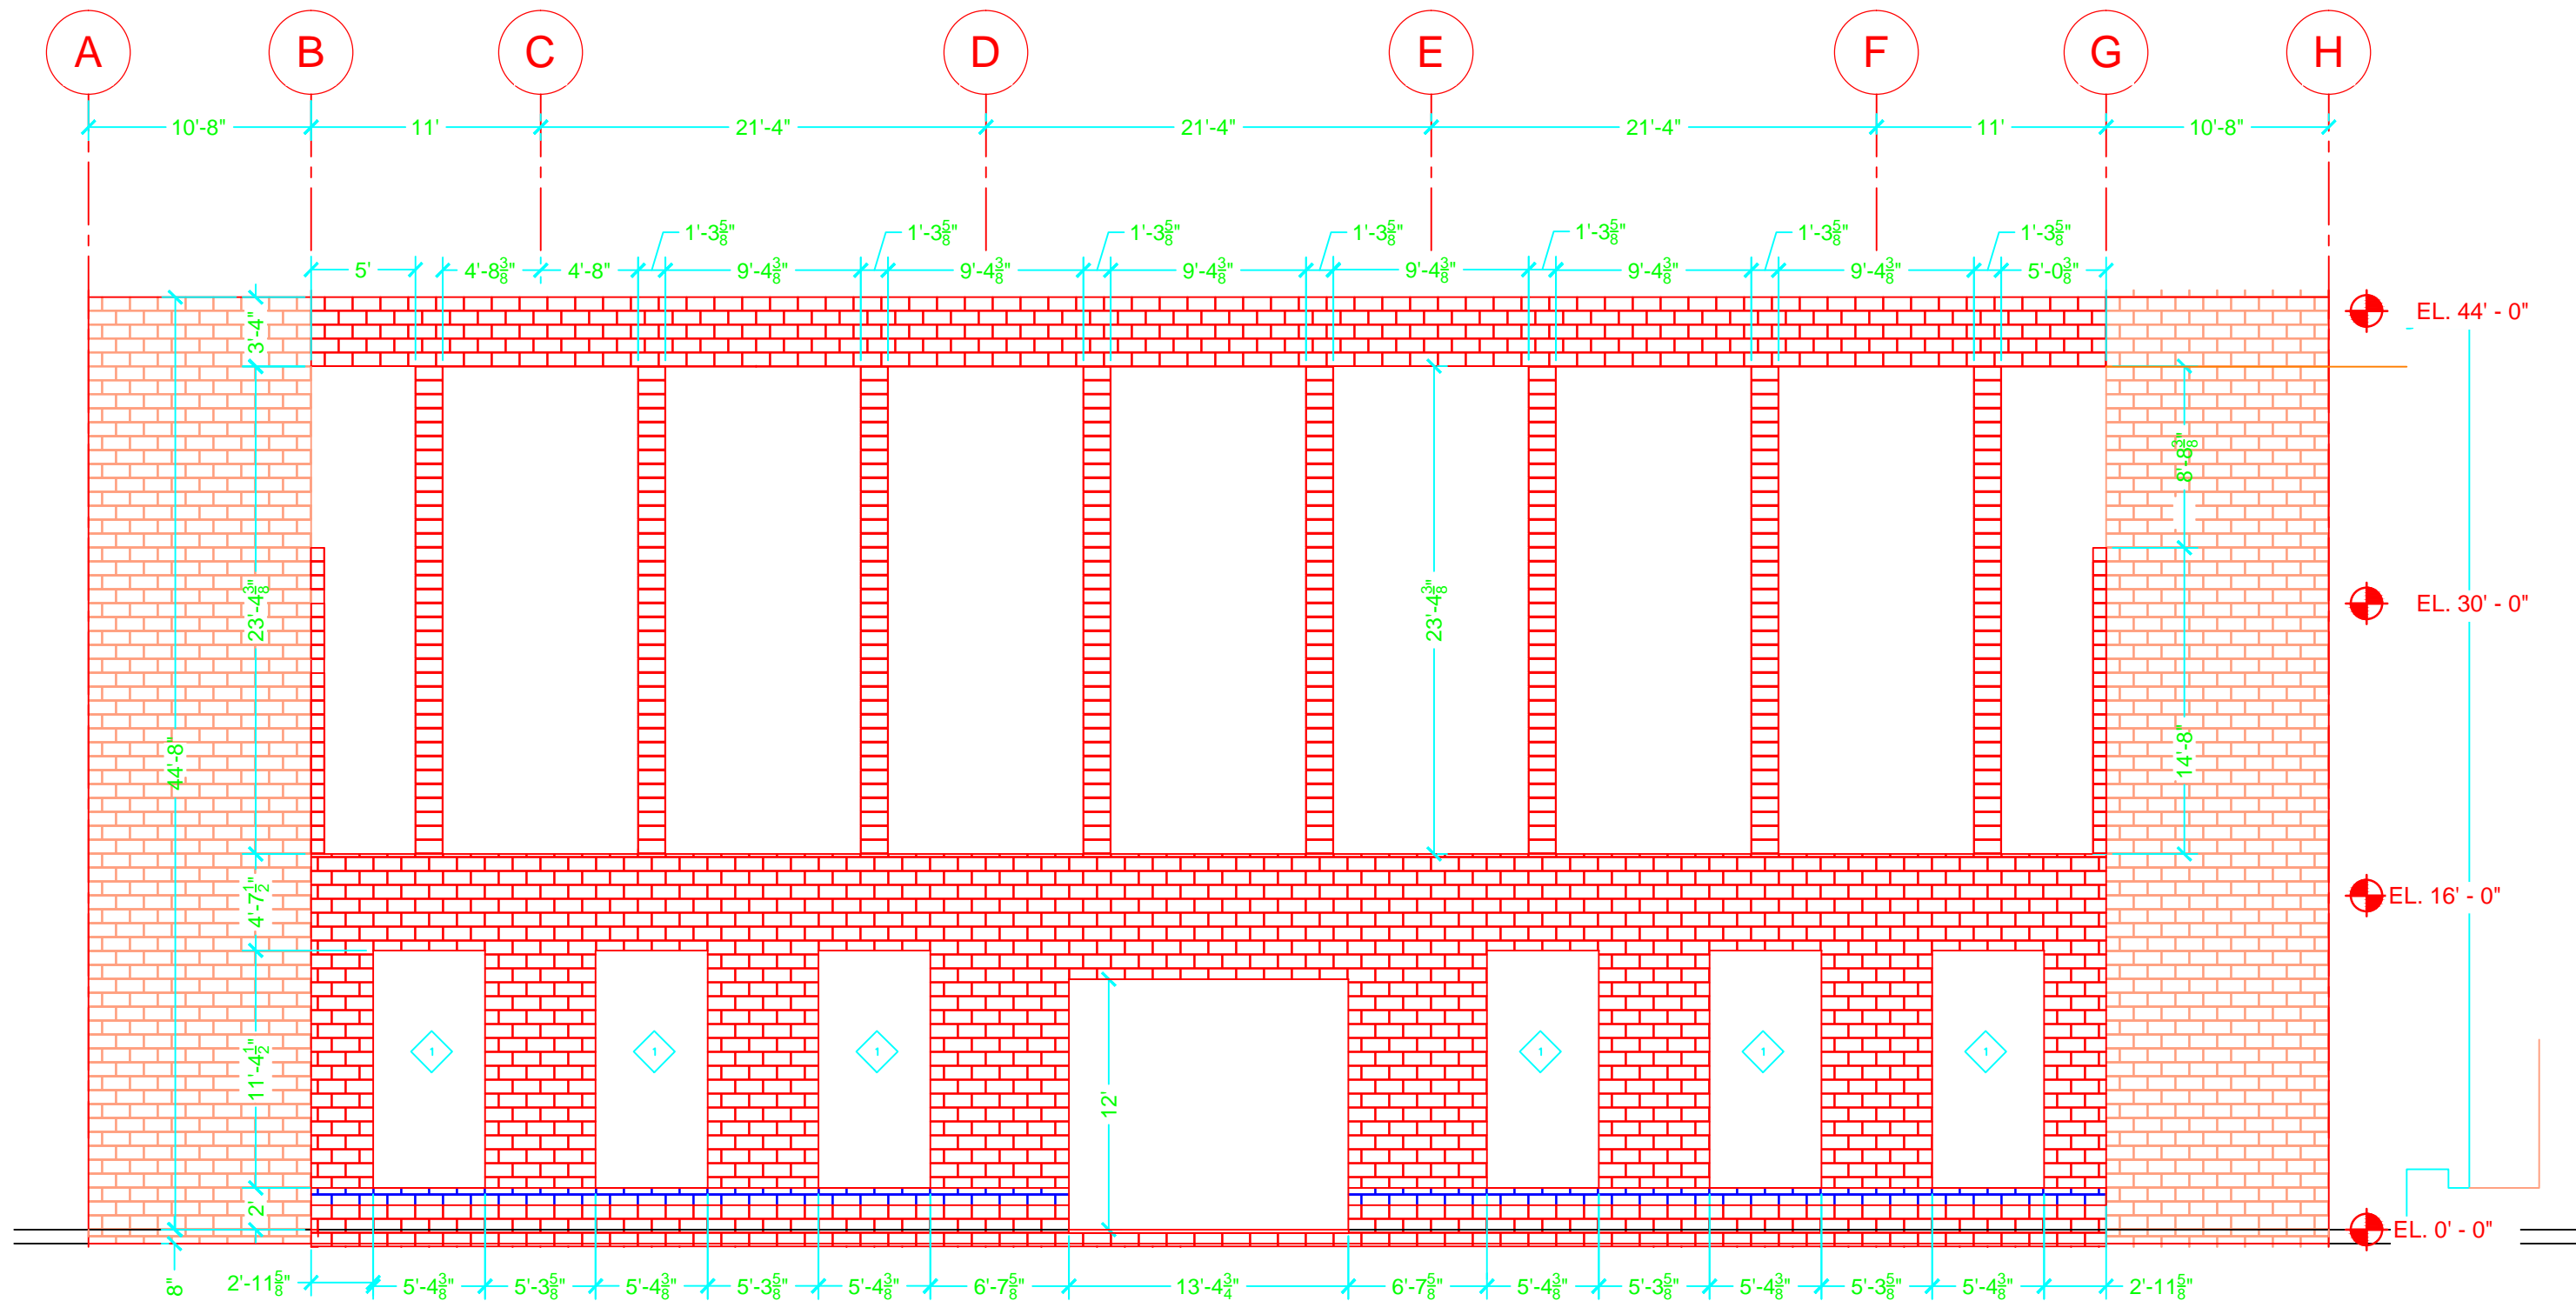 A B C D E F G H
10'-8" 11' 21'-4" 21'-4" 21'-4" 11' 10'-8"
1'-3⅝" 1'-3⅝" 1'-3⅝" 1'-3⅝" 1'-3⅝" 1'-3⅝" 1'-3⅝"
5' 4'-8⅜" 4'-8" 9'-4⅜" 9'-4⅜" 9'-4⅜" 9'-4⅜" 9'-4⅜" 9'-4⅜" 5'-0⅜"
EL. 44' - 0"
3'-4"
8'-8⅜"
EL. 30' - 0"
23'-4⅜" 23'-4⅜"
44'-8" 14'-8"
EL. 16' - 0"
4'-7½"
1 1 1 1 1 1
11'-4½"
12'
2'
EL. 0' - 0"
8"
2'-11⅝" 5'-4⅜" 5'-3⅝" 5'-4⅜" 5'-3⅝" 5'-4⅜" 6'-7⅝" 13'-4¾" 6'-7⅝" 5'-4⅜" 5'-3⅝" 5'-4⅜" 5'-3⅝" 5'-4⅜" 2'-11⅝"